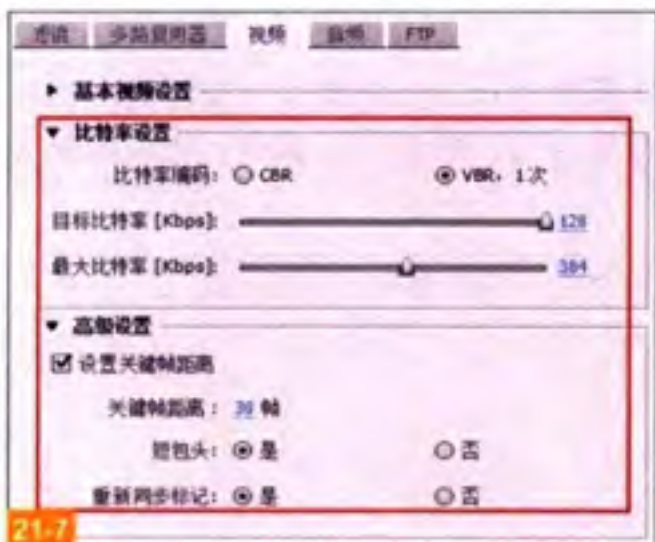 滤镜 多路复用器 视频 音频 FTP
基本视频设置
比特率设置
比特率编码: CBR VBR，1次
目标比特率 [Kbps]: 128
最大比特率 [Kbps]: 384
高级设置
设置关键帧距离
关键帧距离: 30 帧
短包头: 是 否
重新同步标记: 是 否
21-7